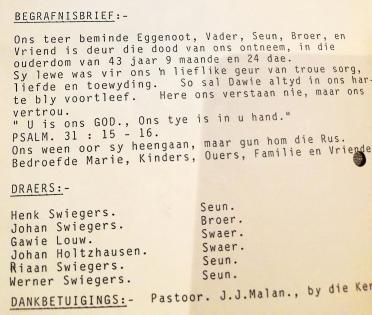 BEGRAFNISBRIEF:-
Ons teer beminde Eggenoot, Vader, Seun, Broer, en
Vriend is deur die dood van ons ontneem, in die
ouderdom van 43 jaar 9 maande en 24 dae.
Sy lewe was vir ons 'n lieflike geur van troue sorg,
liefde en toewyding. So sal Dawie altyd in ons har-
te bly voortleef. Here ons verstaan nie, maar ons
vertrou.
" U is ons GOD., Ons tye is in u hand."
PSALM. 31 : 15 - 16.
Ons ween oor sy heengaan, maar gun hom die Rus.
Bedroefde Marie, Kinders, Ouers, Familie en Vriende
DRAERS:-
Henk Swiegers. Seun.
Johan Swiegers. Broer.
Gawie Louw. Swaer.
Johan Holtzhausen. Swaer.
Riaan Swiegers. Seun.
Werner Swiegers. Seun.
DANKBETUIGINGS:- Pastoor. J.J.Malan., by die Ker